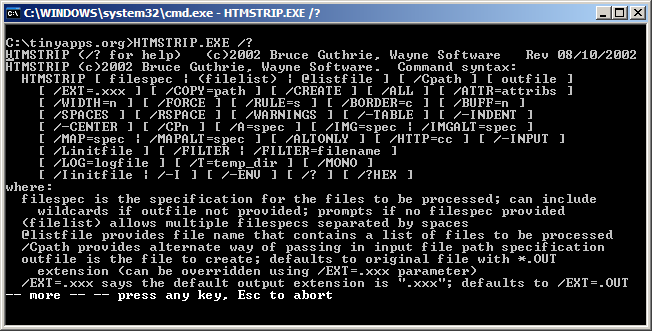 C:\WINDOWS\system32\cmd.exe - HTMSTRIP.EXE /?
C:\tinyapps.org>HTMSTRIP.EXE /?
HTMSTRIP (/? for help)   (c)2002 Bruce Guthrie, Wayne Software   Rev 08/10/2002
HTMSTRIP (c)2002 Bruce Guthrie, Wayne Software.   Command syntax:
HTMSTRIP [ filespec ¦ (filelist) ¦ @listfile ] [ /Cpath ] [ outfile ]
[ /EXT=.xxx ] [ /COPY=path ] [ /CREATE ] [ /ALL ] [ /ATTR=attribs ]
[ /WIDTH=n ] [ /FORCE ] [ /RULE=s ] [ /BORDER=c ] [ /BUFF=n ]
[ /SPACES ] [ /RSPACE ] [ /WARNINGS ] [ /-TABLE ] [ /-INDENT ]
[ /-CENTER ] [ /CPn ] [ /A=spec ] [ /IMG=spec ¦ /IMGALT=spec ]
[ /MAP=spec ¦ /MAPALT=spec ] [ /ALTONLY ] [ /HTTP=cc ] [ /-INPUT ]
[ /Linitfile ] [ /FILTER ¦ /FILTER=filename ]
[ /LOG=logfile ] [ /T=temp_dir ] [ /MONO ]
[ /Iinitfile ¦ /-I ] [ /-ENV ] [ /? ] [ /?HEX ]
where:
filespec is the specification for the files to be processed; can include
wildcards if outfile not provided; prompts if no filespec provided
(filelist) allows multiple filespecs separated by spaces
@listfile provides file name that contains a list of files to be processed
/Cpath provides alternate way of passing in input file path specification
outfile is the file to create; defaults to original file with *.OUT
extension (can be overridden using /EXT=.xxx parameter)
/EXT=.xxx says the default output extension is ".xxx"; defaults to /EXT=.OUT
-- more -- -- press any key, Esc to abort